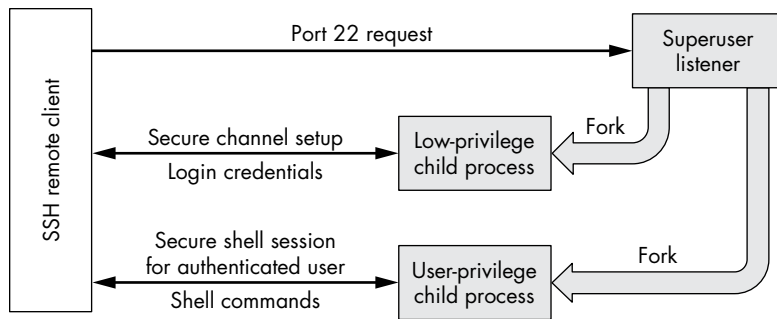 Port 22 request
Superuser
listener
SSH remote client
Secure channel setup
Login credentials
Low-privilege
child process
Fork
Secure shell session
for authenticated user
Shell commands
User-privilege
child process
Fork